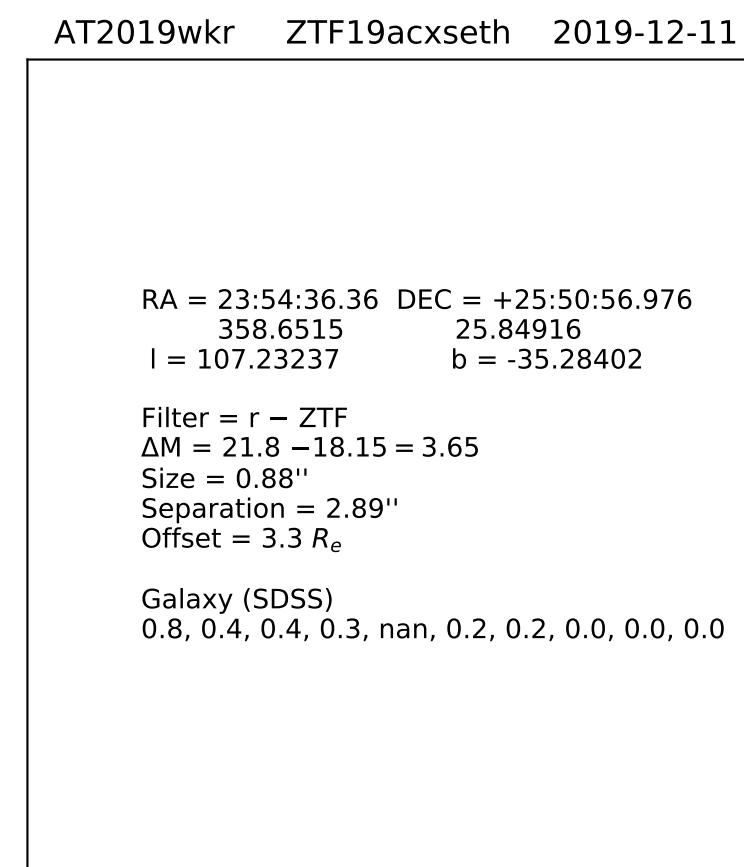 AT2019wkr ZTF19acxseth 2019-12-11
RA = 23:54:36.36 DEC = +25:50:56.976
358.6515 25.84916
l = 107.23237 b = -35.28402
Filter = r − ZTF
ΔM = 21.8 −18.15 = 3.65
Size = 0.88''
Separation = 2.89''
Offset = 3.3 Rₑ
Galaxy (SDSS)
0.8, 0.4, 0.4, 0.3, nan, 0.2, 0.2, 0.0, 0.0, 0.0